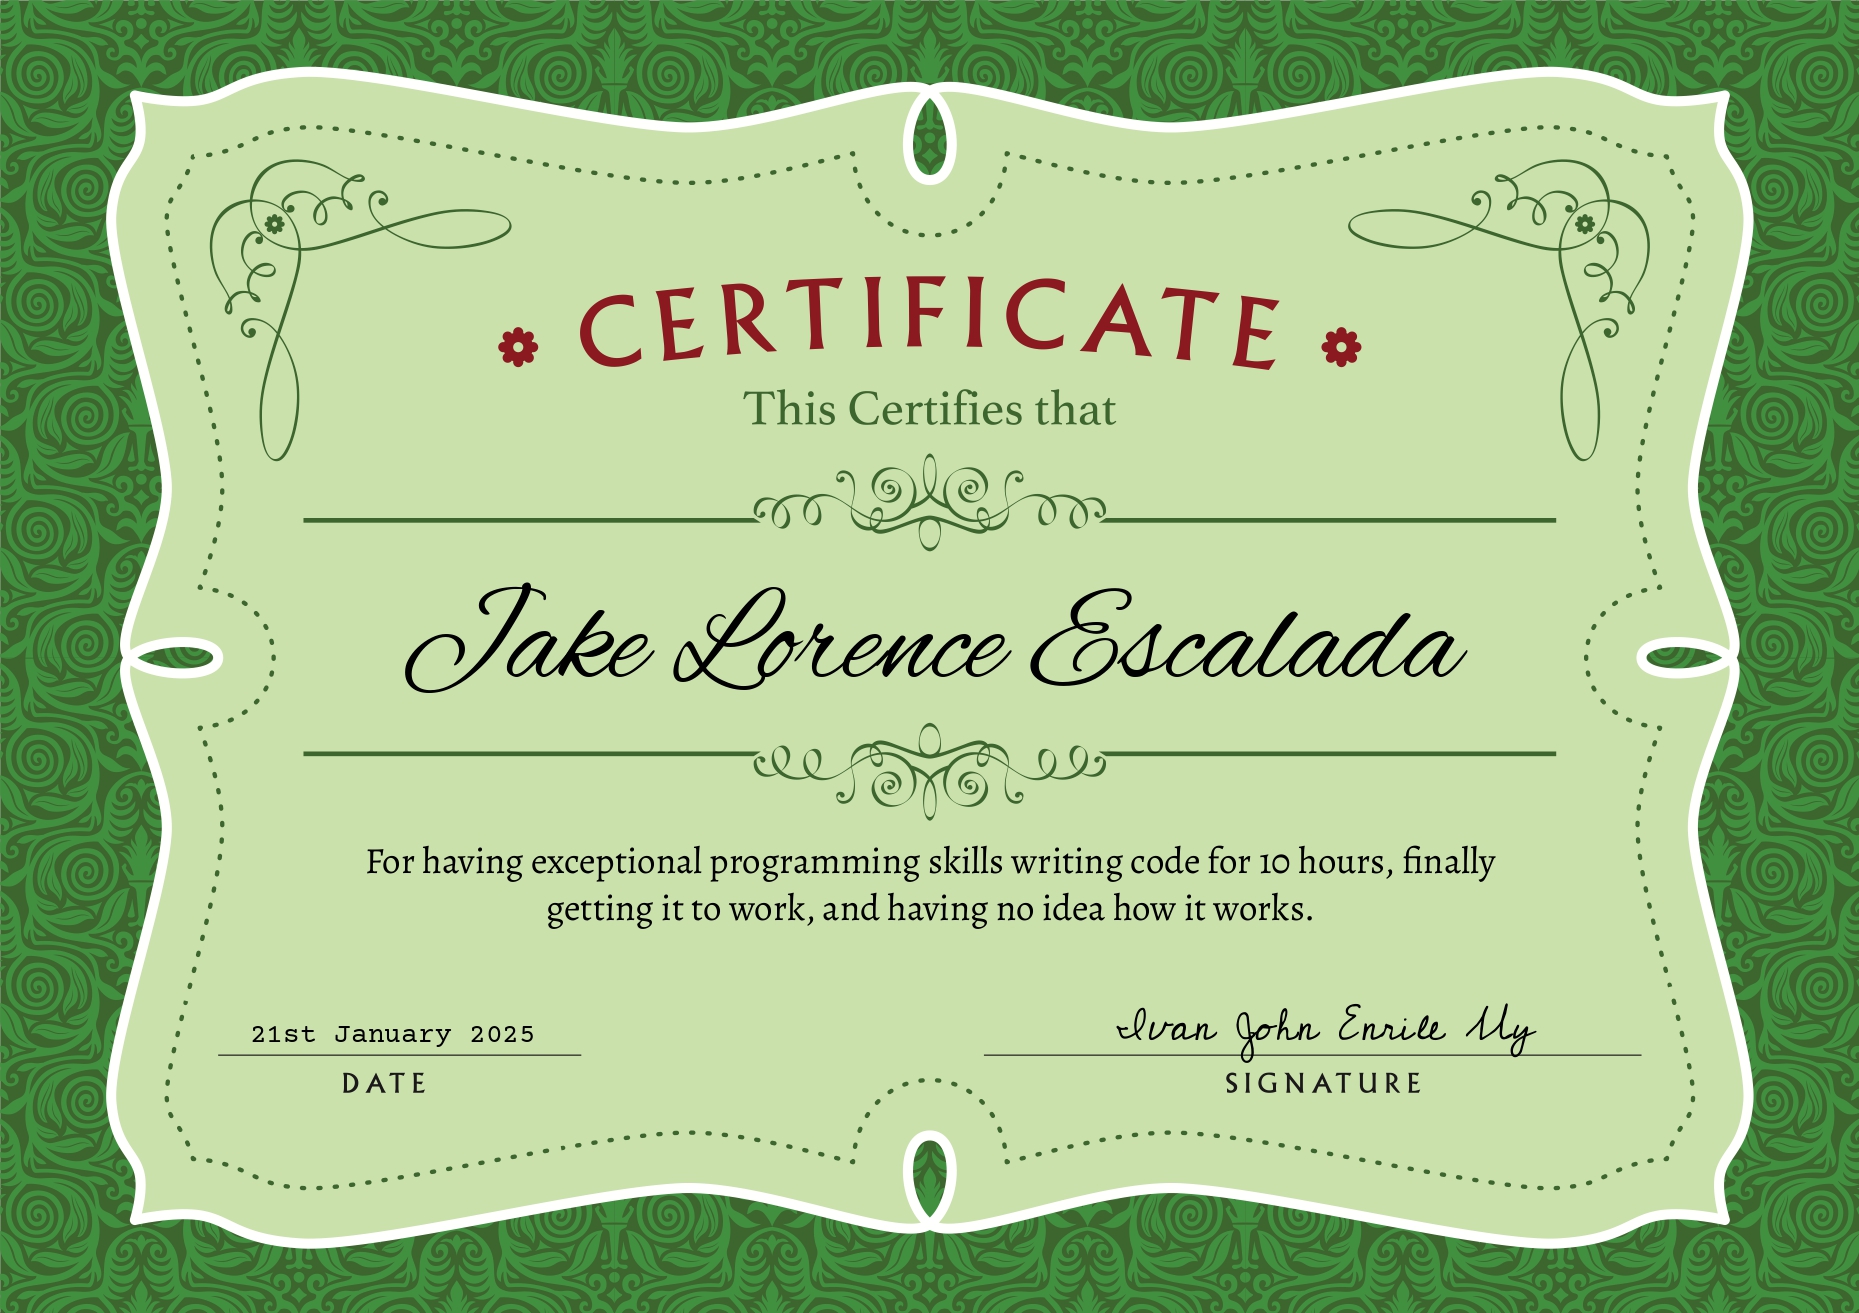 CERTIFICATE
This Certifies that
Jake Lorence Escalada
For having exceptional programming skills writing code for 10 hours, finally
getting it to work, and having no idea how it works.
21st January 2025
Ivan John Enrile Uy
DATE
SIGNATURE